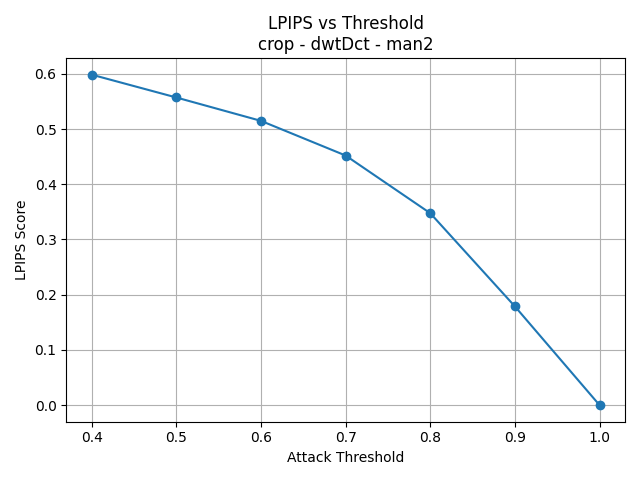 LPIPS vs Threshold
crop - dwtDct - man2
0.6
0.5
0.4
0.3
0.2
0.1
0.0
LPIPS Score
0.4 0.5 0.6 0.7 0.8 0.9 1.0
Attack Threshold